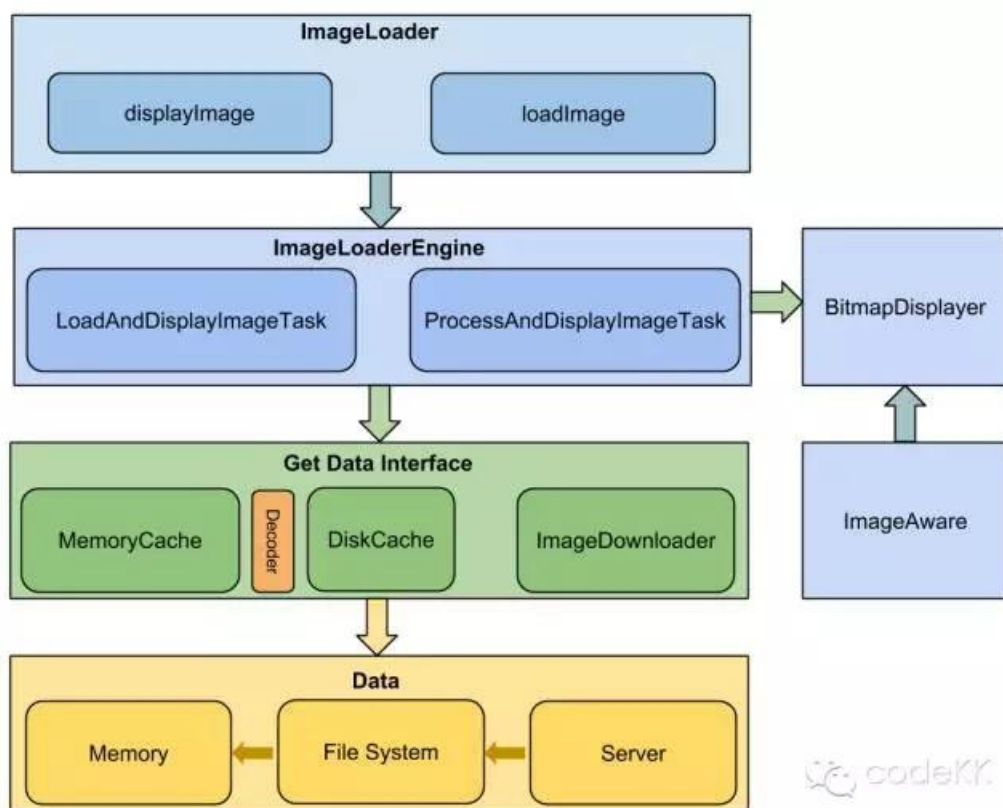 ImageLoader
displayImage
loadImage
ImageLoaderEngine
LoadAndDisplayImageTask
ProcessAndDisplayImageTask
BitmapDisplayer
Get Data Interface
MemoryCache
Decoder
DiskCache
ImageDownloader
ImageAware
Data
Memory
File System
Server
codeKK